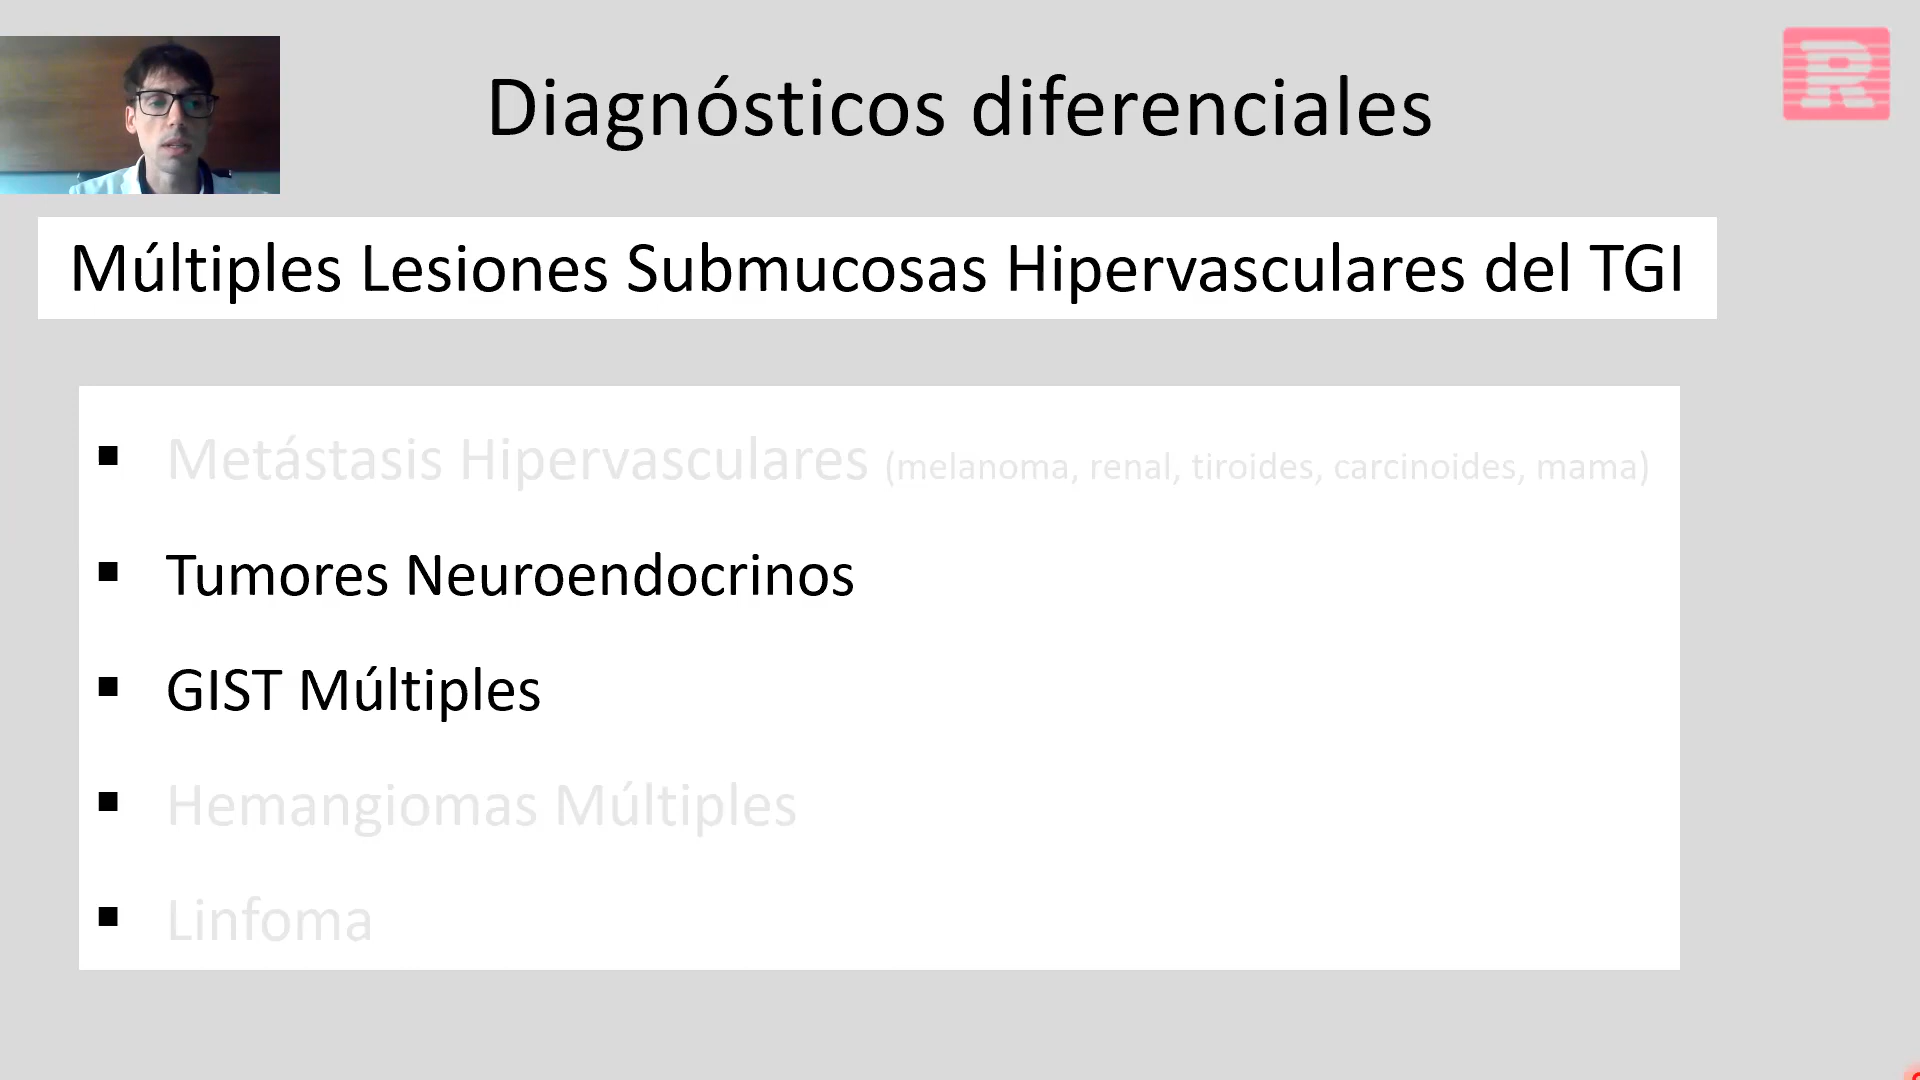 Diagnósticos diferenciales
R
Múltiples Lesiones Submucosas Hipervasculares del TGI
Metástasis Hipervasculares (melanoma, renal, tiroides, carcinoides, mama)
Tumores Neuroendocrinos
GIST Múltiples
Hemangiomas Múltiples
Linfoma